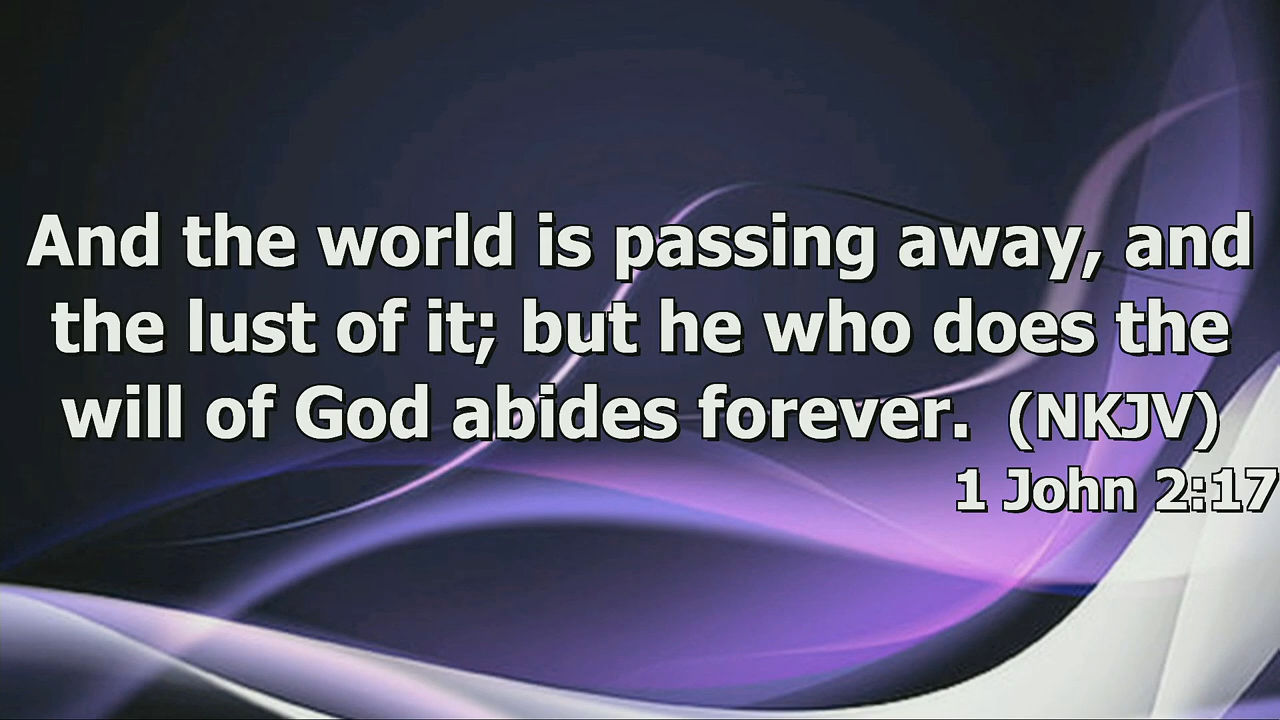 And the world is passing away, and
the lust of it; but he who does the
will of God abides forever. (NKJV)
1 John 2:17